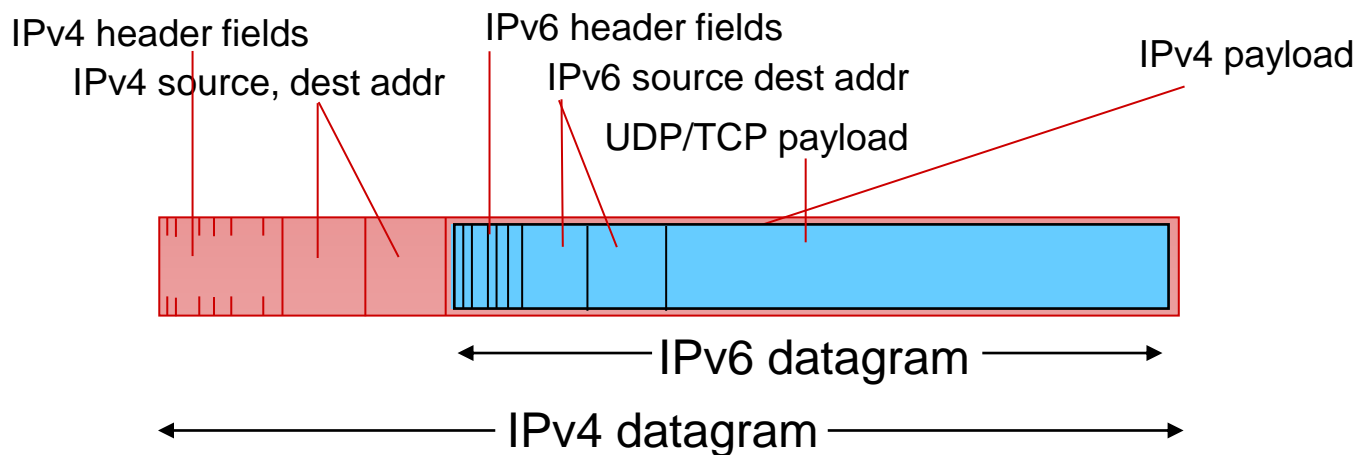 IPv4 header fields
IPv6 header fields
IPv4 payload
IPv4 source, dest addr
IPv6 source dest addr
UDP/TCP payload
IPv6 datagram
IPv4 datagram